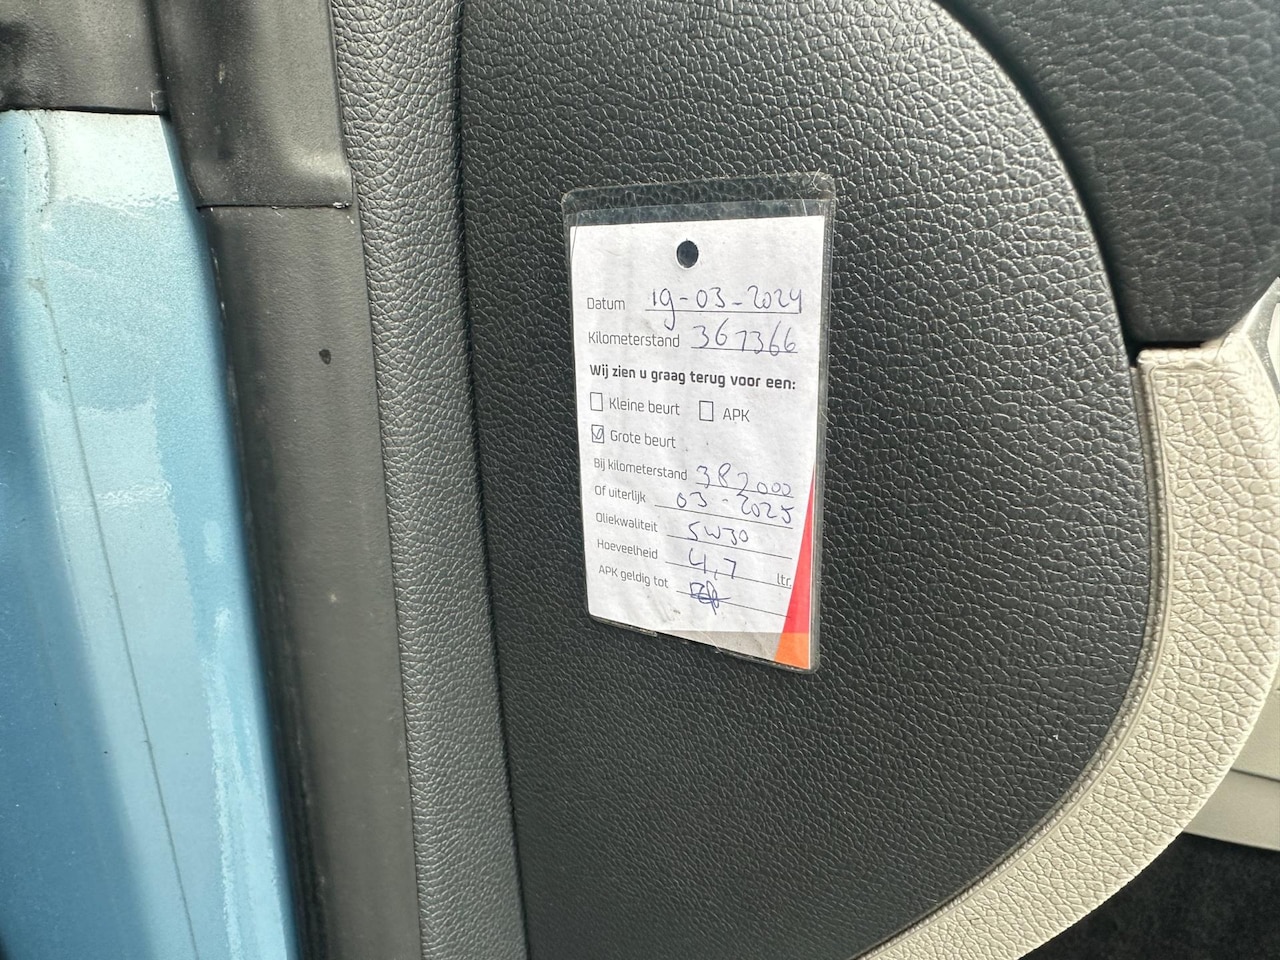 Datum 19-03-2024
Kilometerstand 367366
Wij zien u graag terug voor een:
Kleine beurt APK
Grote beurt
Bij kilometerstand 382000
Of uiterlijk 03-2025
Oliekwaliteit 5W30
Hoeveelheid 4,7 ltr.
APK geldig tot